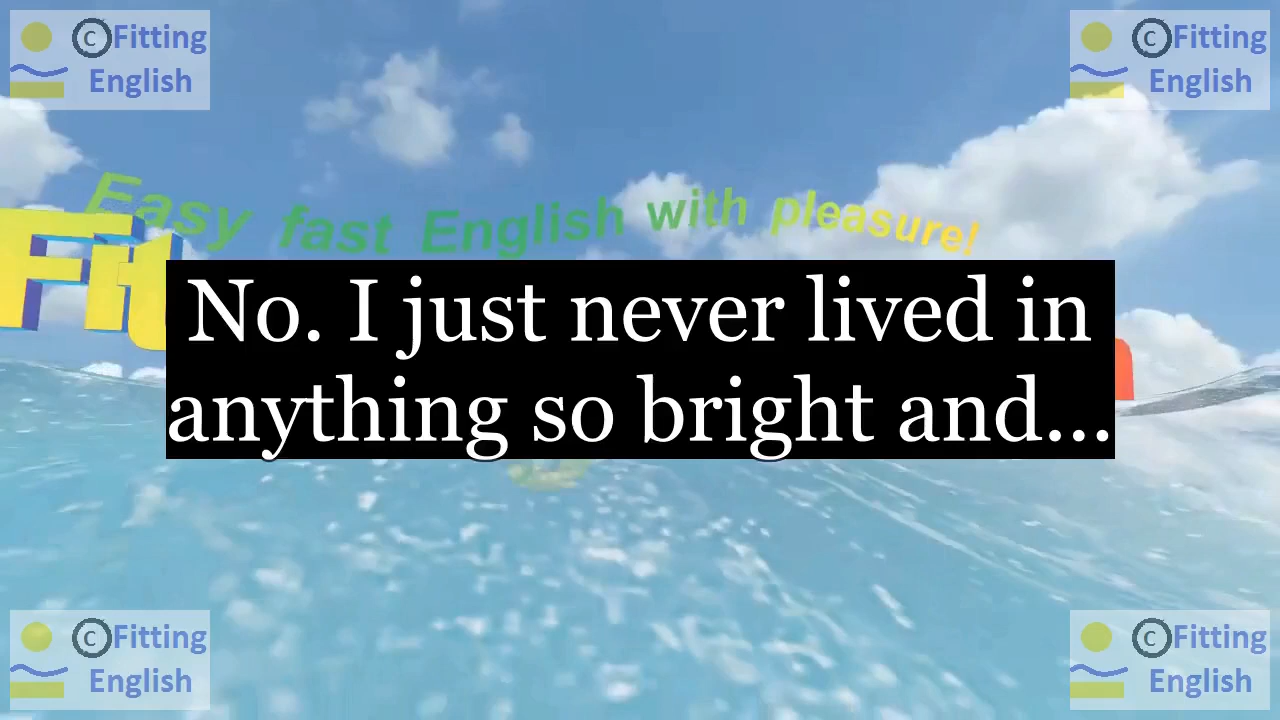 ©Fitting
English
©Fitting
English
Easy fast English with pleasure!
Fit
No. I just never lived in
anything so bright and...
©Fitting
English
©Fitting
English